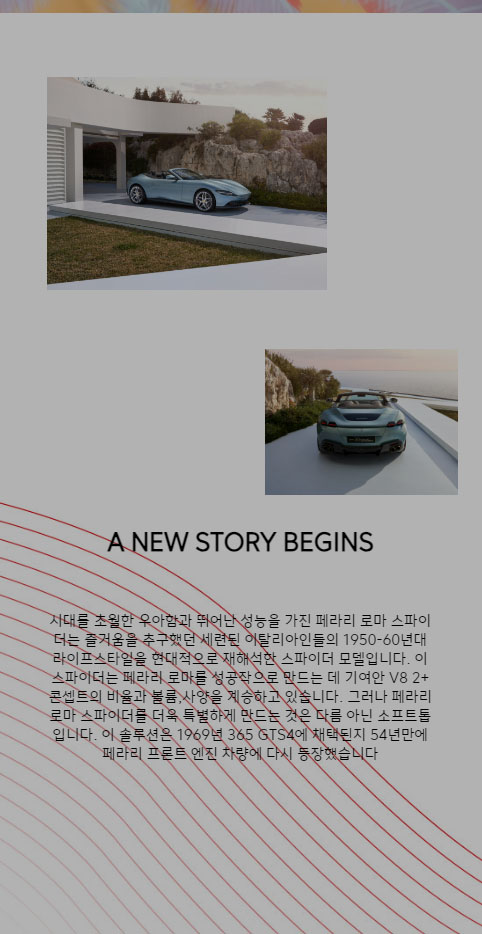 A NEW STORY BEGINS
시대를 초월한 우아함과 뛰어난 성능을 가진 페라리 로마 스파이
더는 즐거움을 추구했던 세련된 이탈리아인들의 1950-60년대
라이프스타일을 현대적으로 재해석한 스파이더 모델입니다. 이
스파이더는 페라리 로마를 성공작으로 만드는 데 기여안 V8 2+
콘셉트의 비율과 볼륨,사양을 계승하고 있습니다. 그러나 페라리
로마 스파이더를 더욱 특별하게 만드는 것은 다름 아닌 소프트톱
입니다. 이 솔루션은 1969년 365 GTS4에 채택된지 54년만에
페라리 프론트 엔진 차량에 다시 등장했습니다